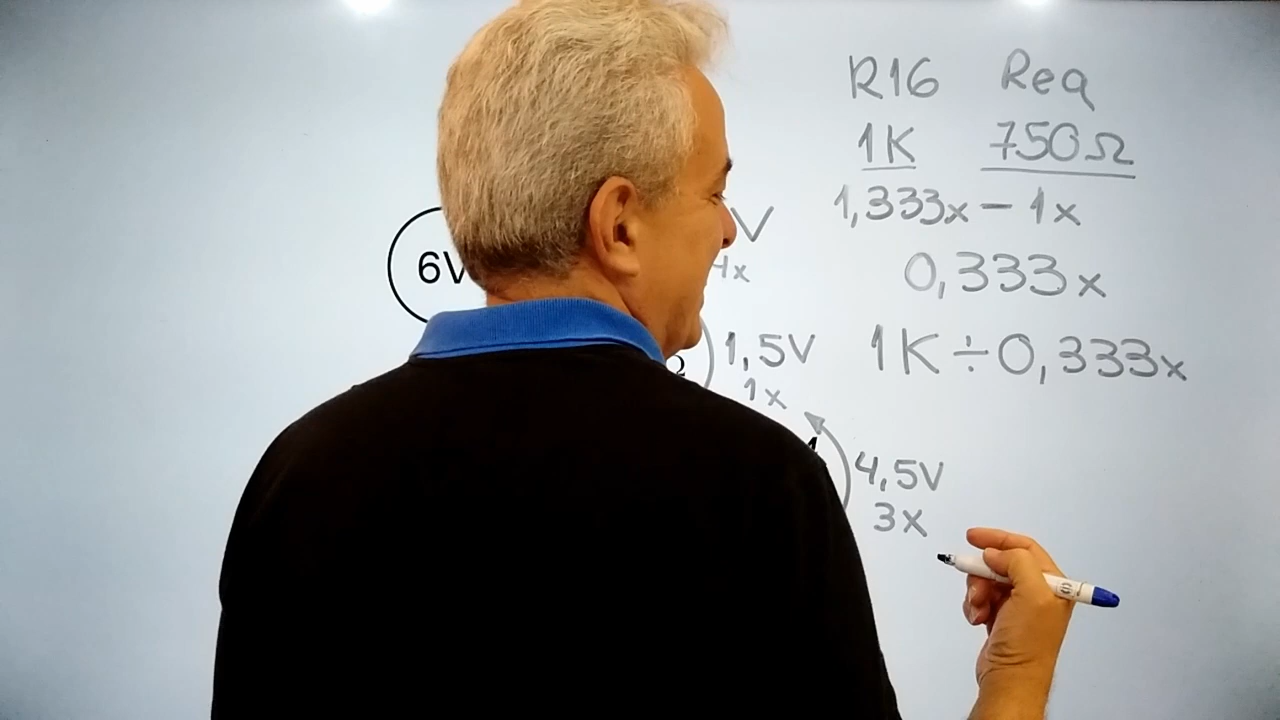 R16 Req
1K 750Ω
1,333x - 1x
0,333x
1K ÷ 0,333x
6V
V
4x
2
1,5V
1x
4,5V
3x